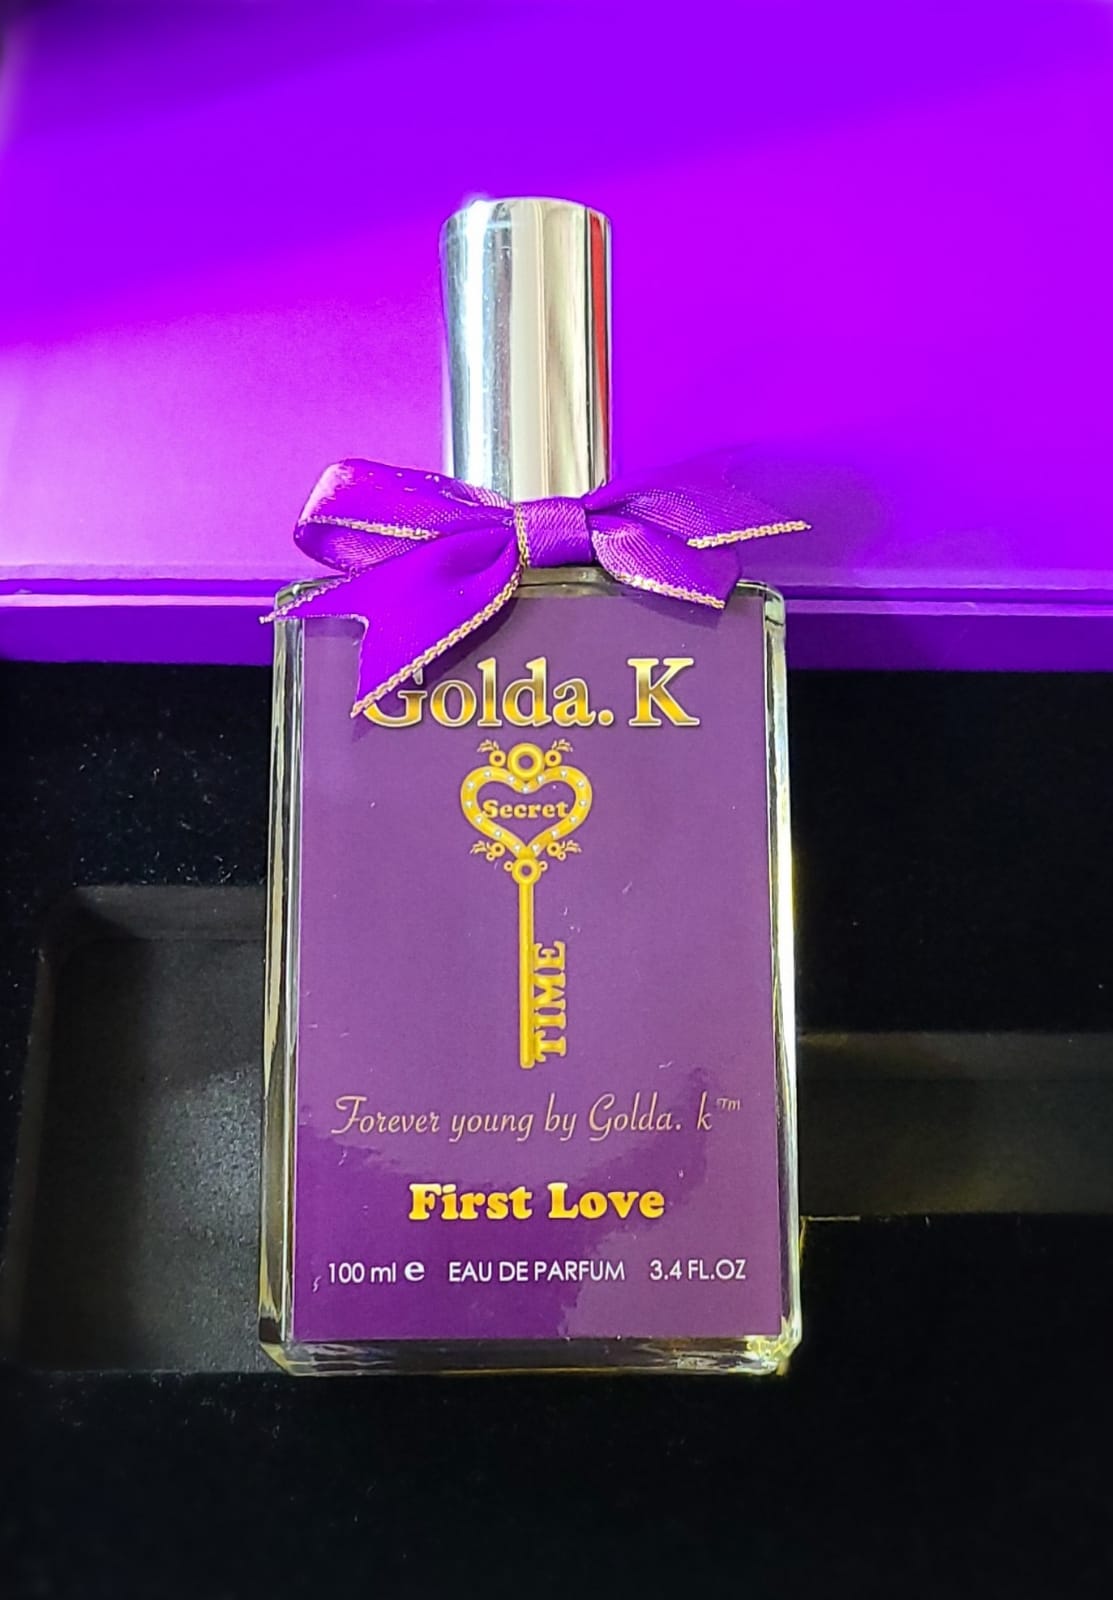 Golda. K
Secret
TIME
Forever young by Golda. k™
First Love
100 ml e EAU DE PARFUM 3.4 FL.OZ